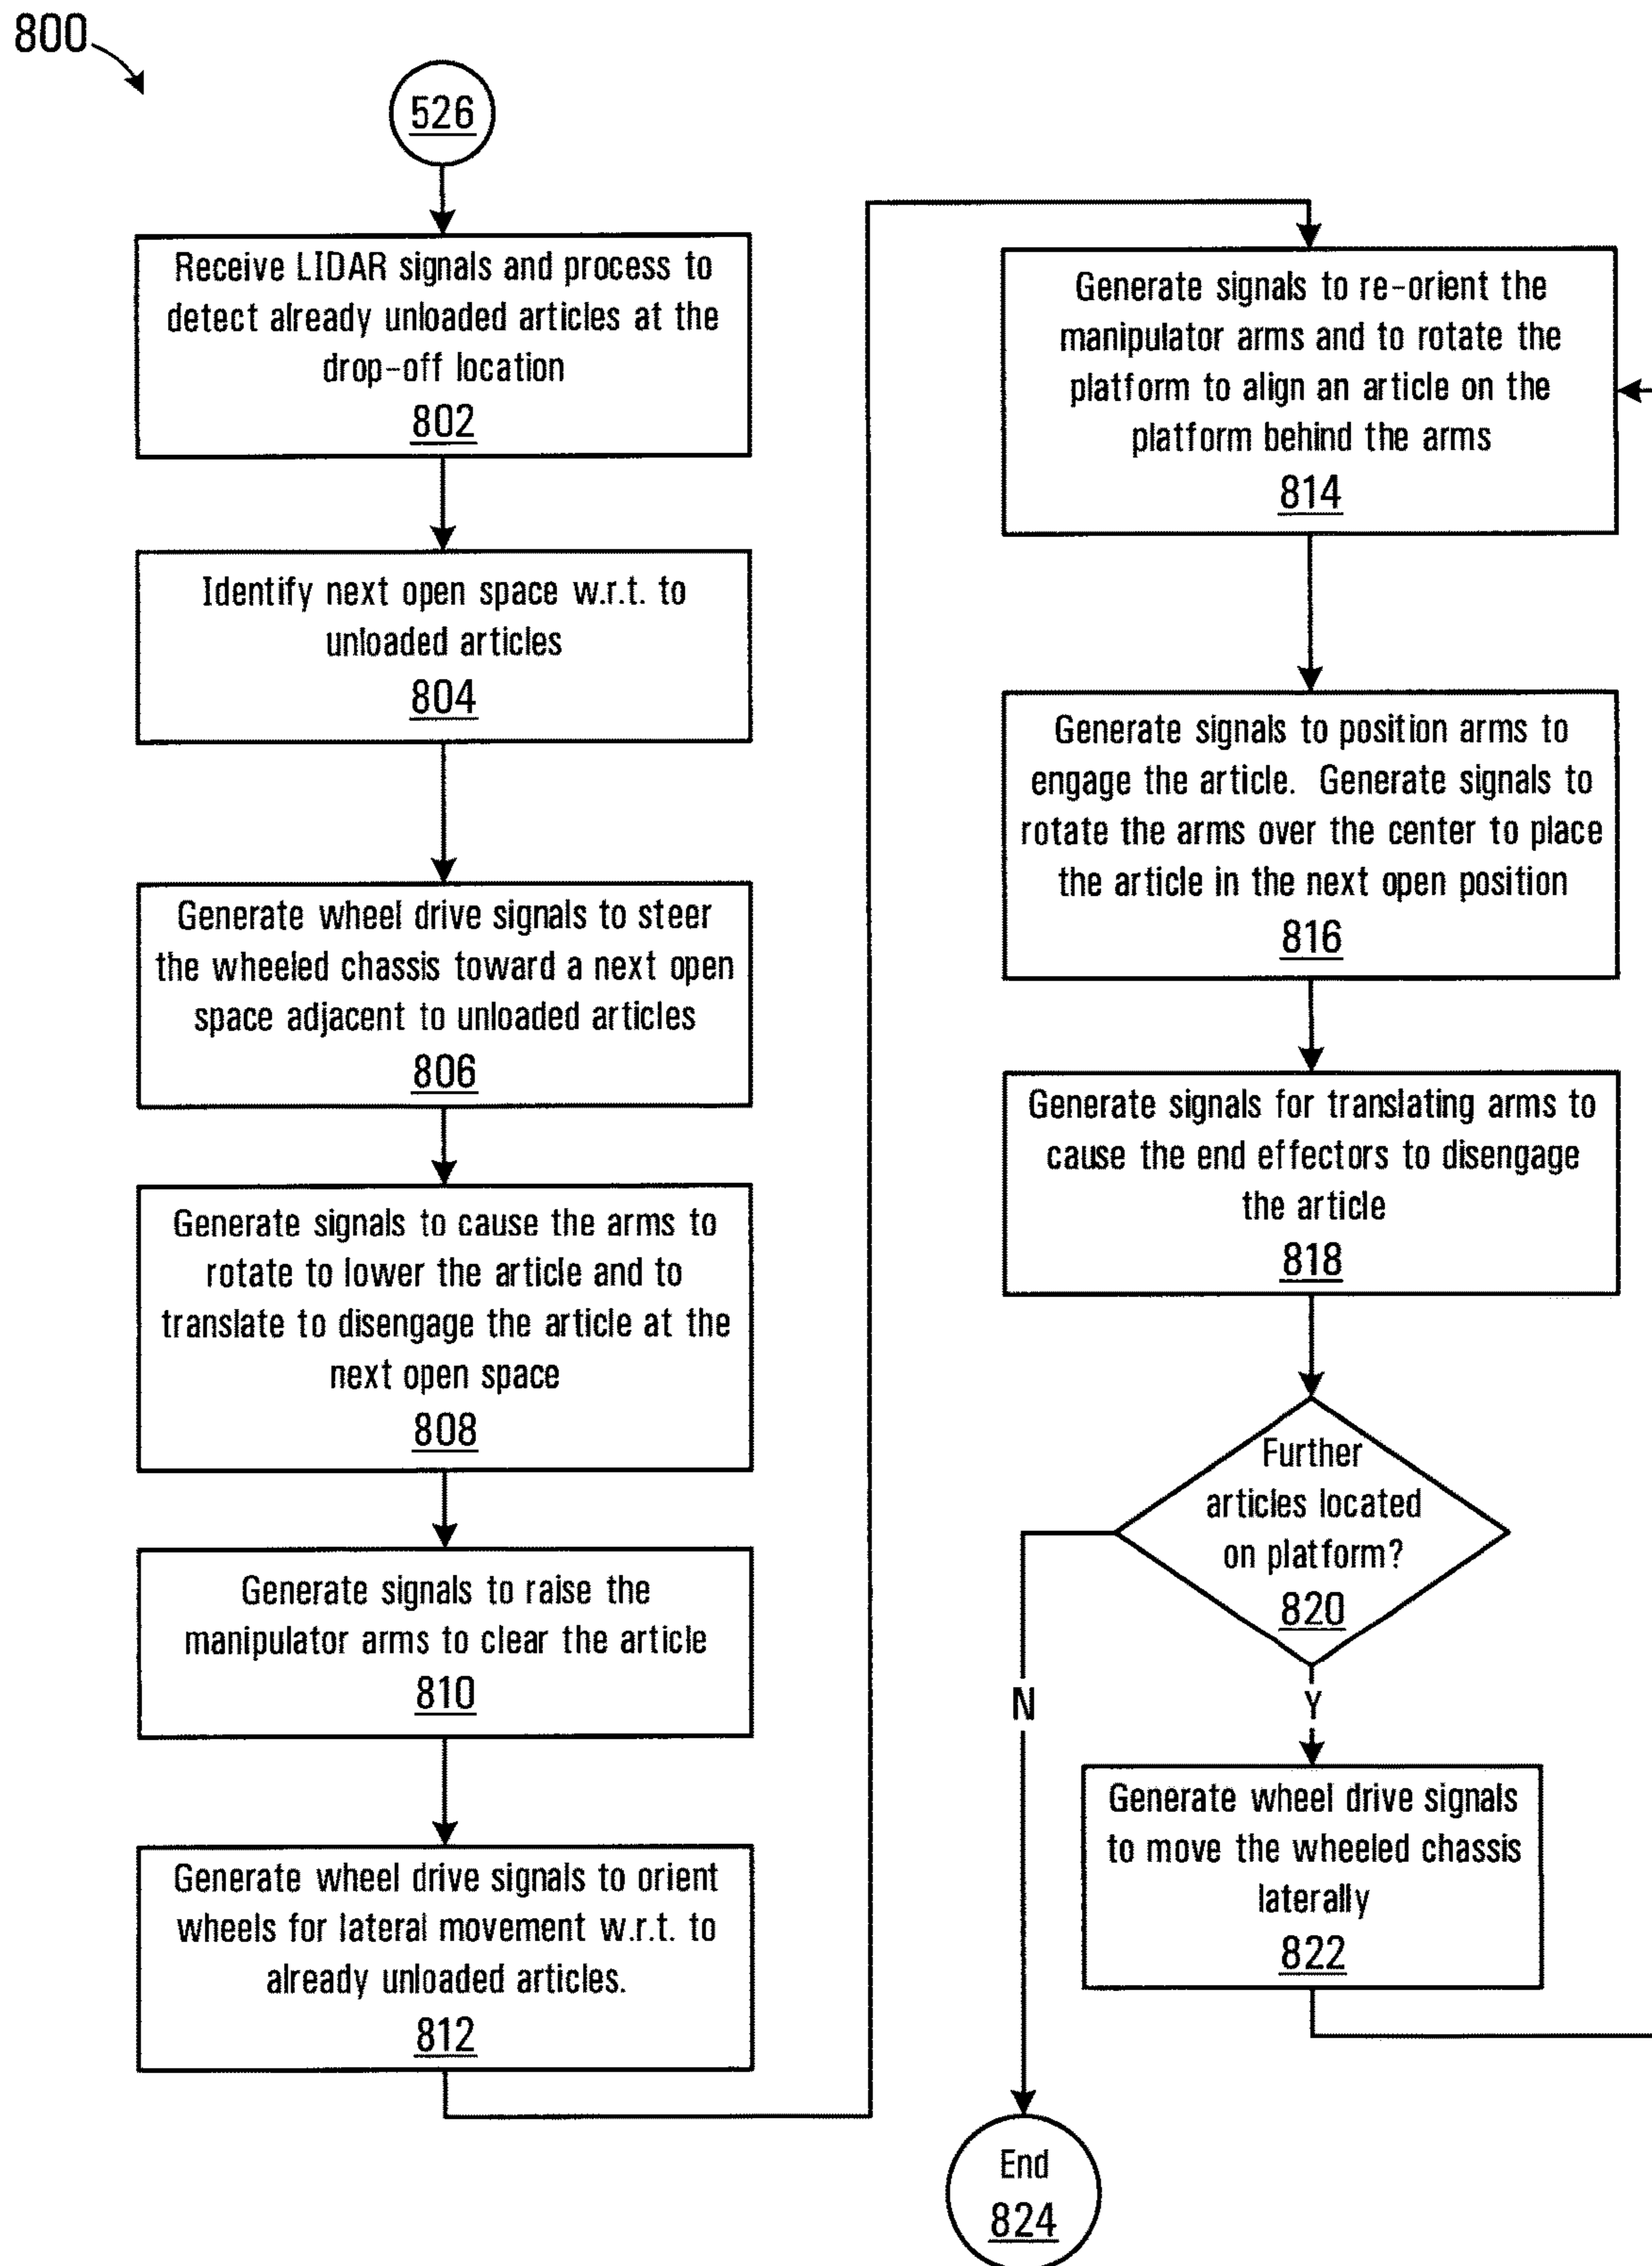 800
526
Receive LIDAR signals and process to
detect already unloaded articles at the
drop-off location
802
Identify next open space w.r.t. to
unloaded articles
804
Generate wheel drive signals to steer
the wheeled chassis toward a next open
space adjacent to unloaded articles
806
Generate signals to cause the arms to
rotate to lower the article and to
translate to disengage the article at the
next open space
808
Generate signals to raise the
manipulator arms to clear the article
810
Generate wheel drive signals to orient
wheels for lateral movement w.r.t. to
already unloaded articles.
812
Generate signals to re-orient the
manipulator arms and to rotate the
platform to align an article on the
platform behind the arms
814
Generate signals to position arms to
engage the article. Generate signals to
rotate the arms over the center to place
the article in the next open position
816
Generate signals for translating arms to
cause the end effectors to disengage
the article
818
Further
articles located
on platform?
820
N
Y
Generate wheel drive signals
to move the wheeled chassis
laterally
822
End
824